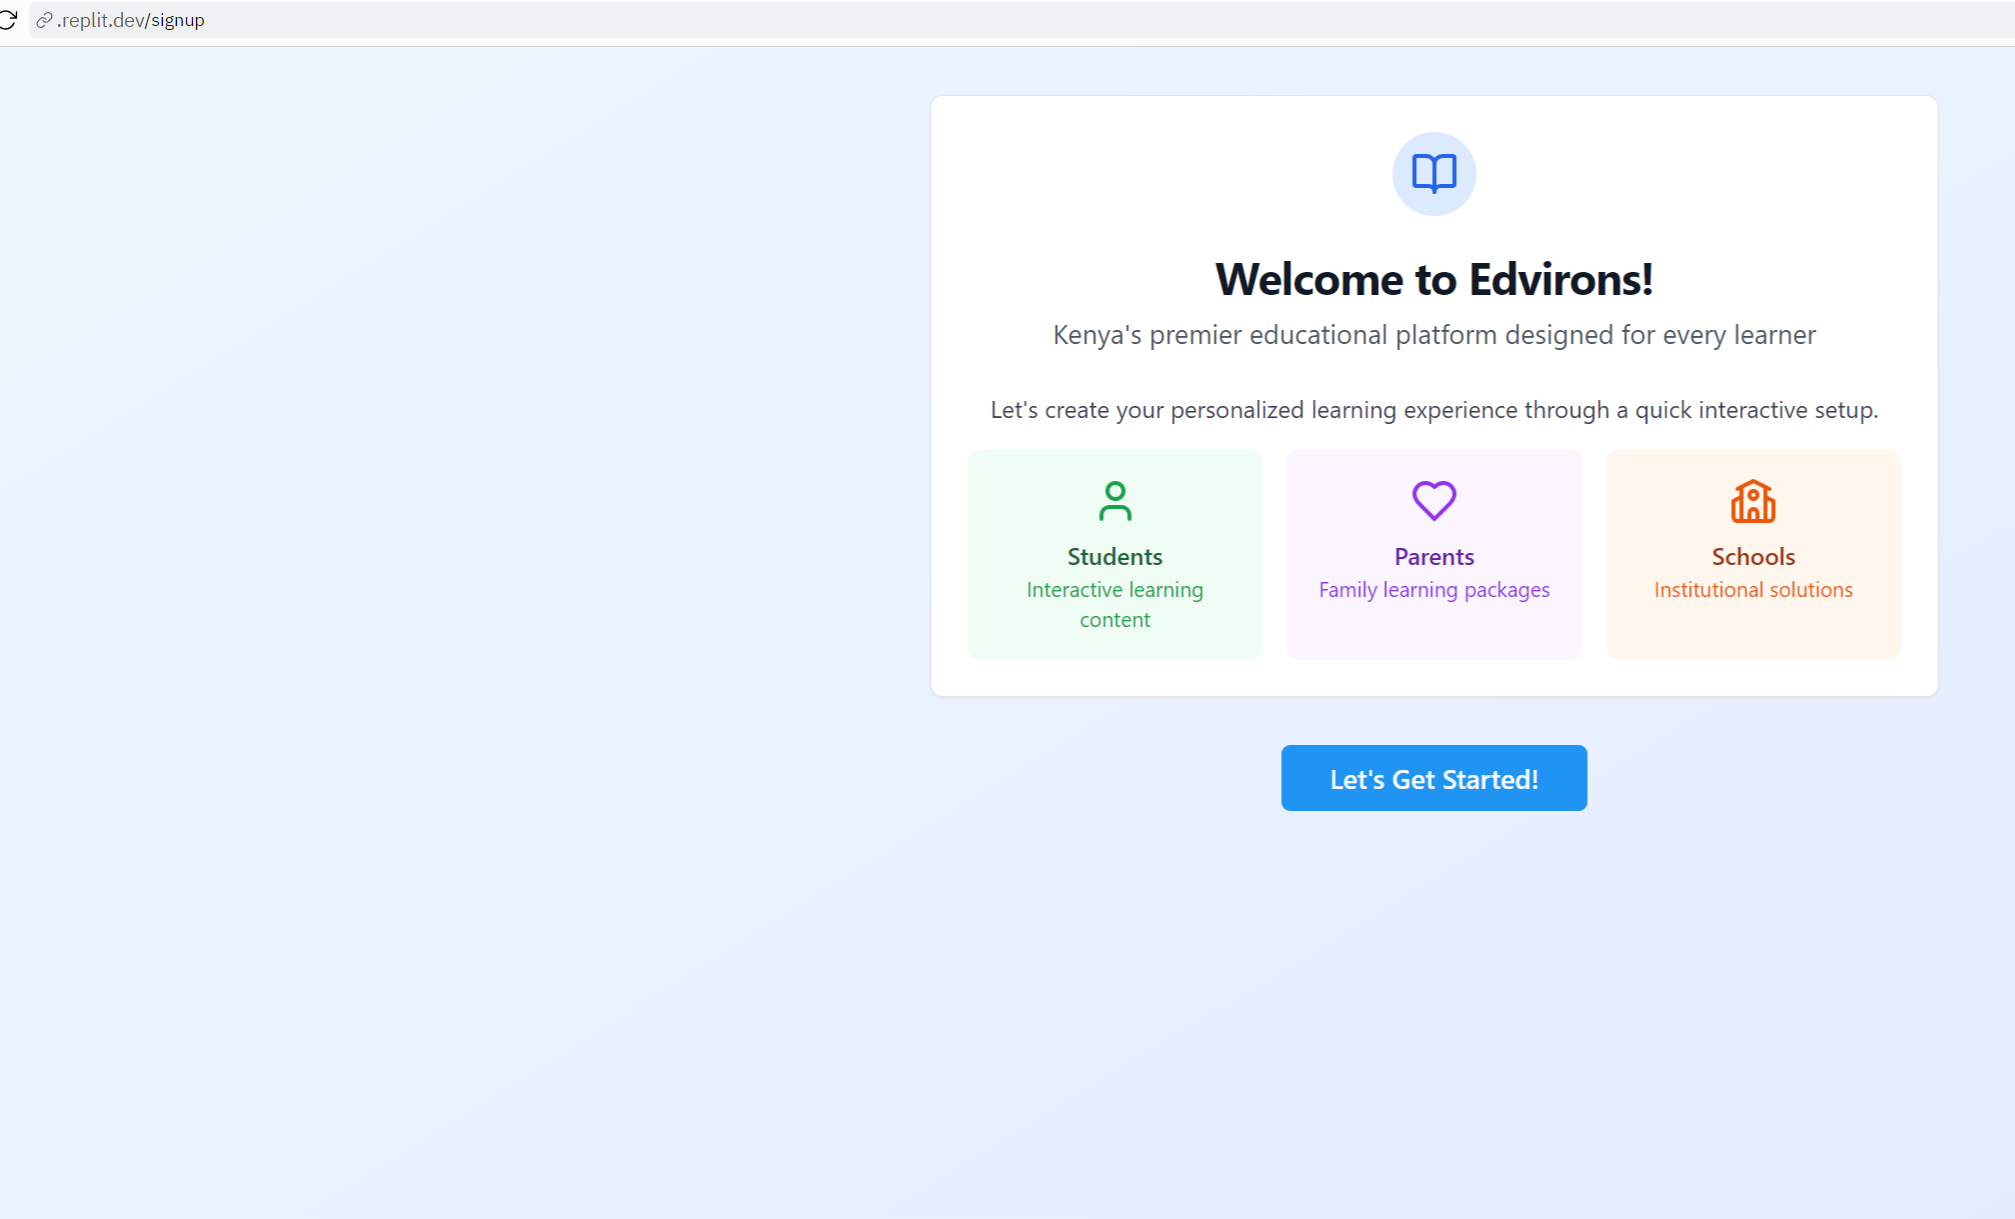 .replit.dev/signup
Welcome to Edvirons!
Kenya's premier educational platform designed for every learner
Let's create your personalized learning experience through a quick interactive setup.
Students
Interactive learning
content
Parents
Family learning packages
Schools
Institutional solutions
Let's Get Started!